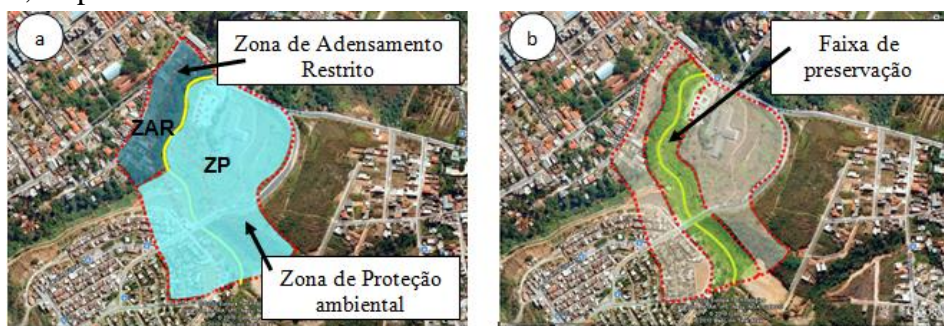 a
Zona de Adensamento
Restrito
ZAR
ZP
Zona de Proteção
ambiental
b
Faixa de
preservação